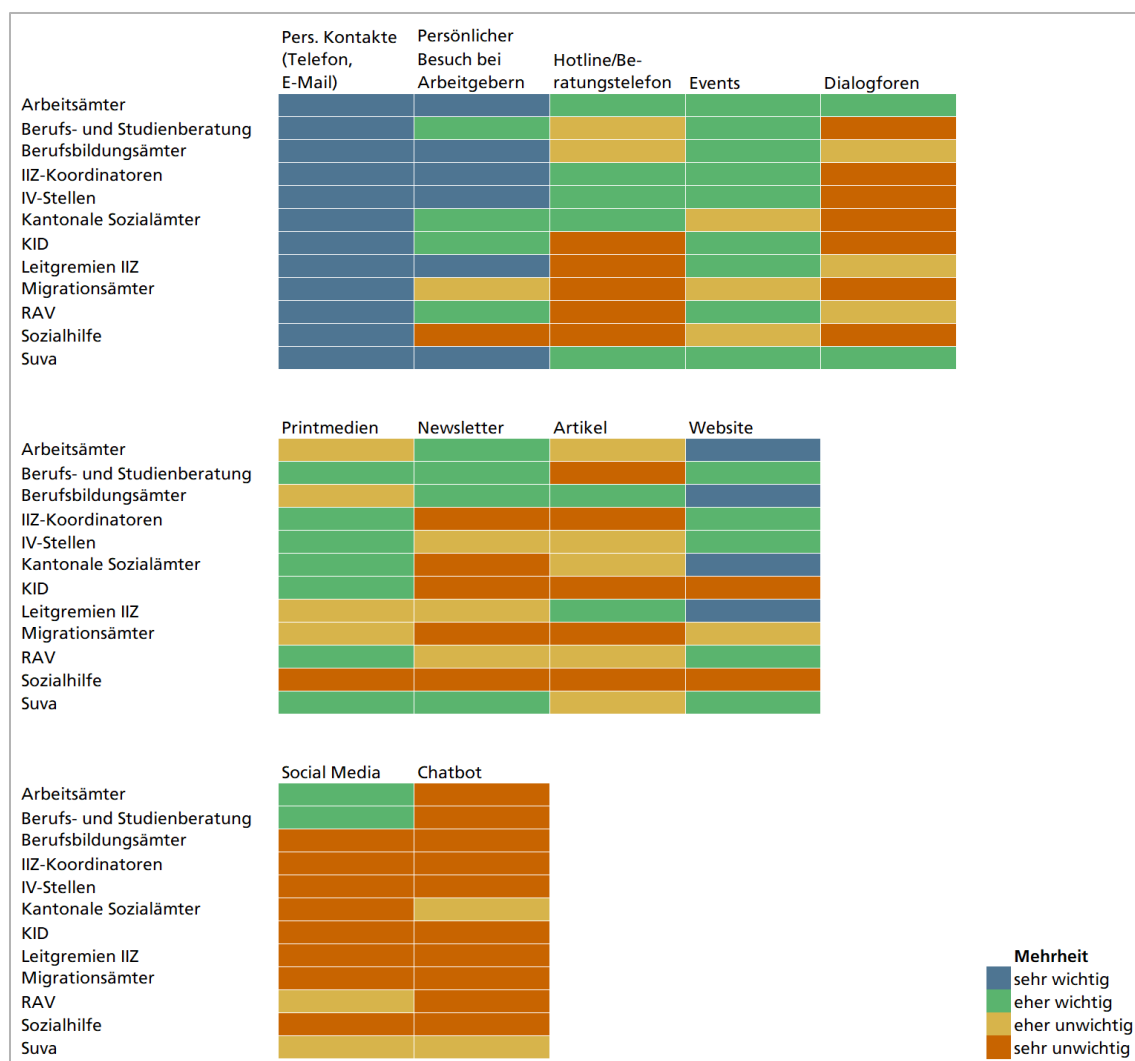 Pers. Kontakte
(Telefon,
E-Mail)
Persönlicher
Besuch bei
Arbeitgebern
Hotline/Be-
ratungstelefon
Events
Dialogforen
Arbeitsämter
Berufs- und Studienberatung
Berufsbildungsämter
IIZ-Koordinatoren
IV-Stellen
Kantonale Sozialämter
KID
Leitgremien IIZ
Migrationsämter
RAV
Sozialhilfe
Suva
Printmedien
Newsletter
Artikel
Website
Arbeitsämter
Berufs- und Studienberatung
Berufsbildungsämter
IIZ-Koordinatoren
IV-Stellen
Kantonale Sozialämter
KID
Leitgremien IIZ
Migrationsämter
RAV
Sozialhilfe
Suva
Social Media
Chatbot
Arbeitsämter
Berufs- und Studienberatung
Berufsbildungsämter
IIZ-Koordinatoren
IV-Stellen
Kantonale Sozialämter
KID
Leitgremien IIZ
Migrationsämter
RAV
Sozialhilfe
Suva
Mehrheit
sehr wichtig
eher wichtig
eher unwichtig
sehr unwichtig